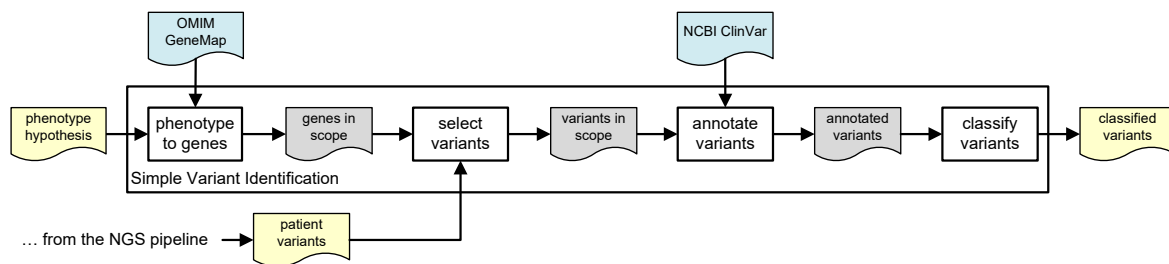 OMIM
GeneMap
NCBI ClinVar
phenotype
hypothesis
phenotype
to genes
genes in
scope
select
variants
variants in
scope
annotate
variants
annotated
variants
classify
variants
classified
variants
Simple Variant Identification
... from the NGS pipeline
patient
variants